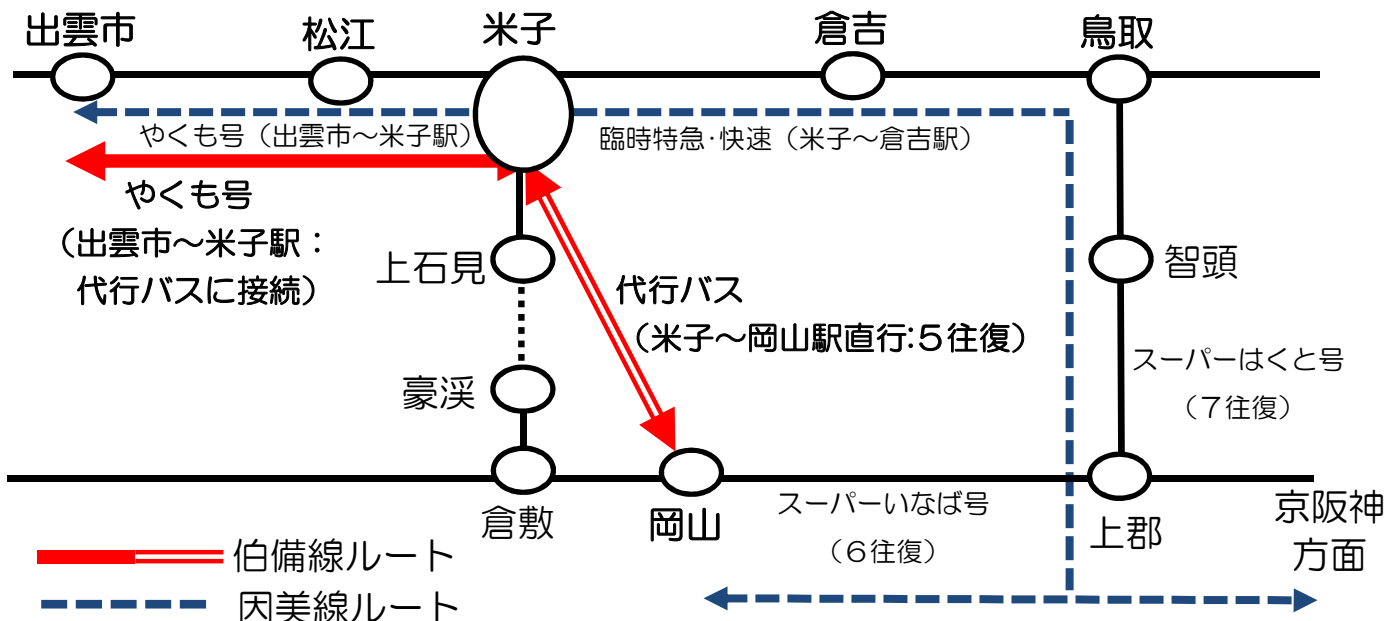 出雲市
松江
米子
倉吉
鳥取
やくも号（出雲市～米子駅）
臨時特急･快速（米子～倉吉駅）
やくも号
（出雲市～米子駅：
代行バスに接続）
上石見
智頭
代行バス
（米子～岡山駅直行:５往復）
豪渓
スーパーはくと号
（７往復）
倉敷
岡山
スーパーいなば号
（６往復）
上郡
京阪神
方面
伯備線ルート
因美線ルート